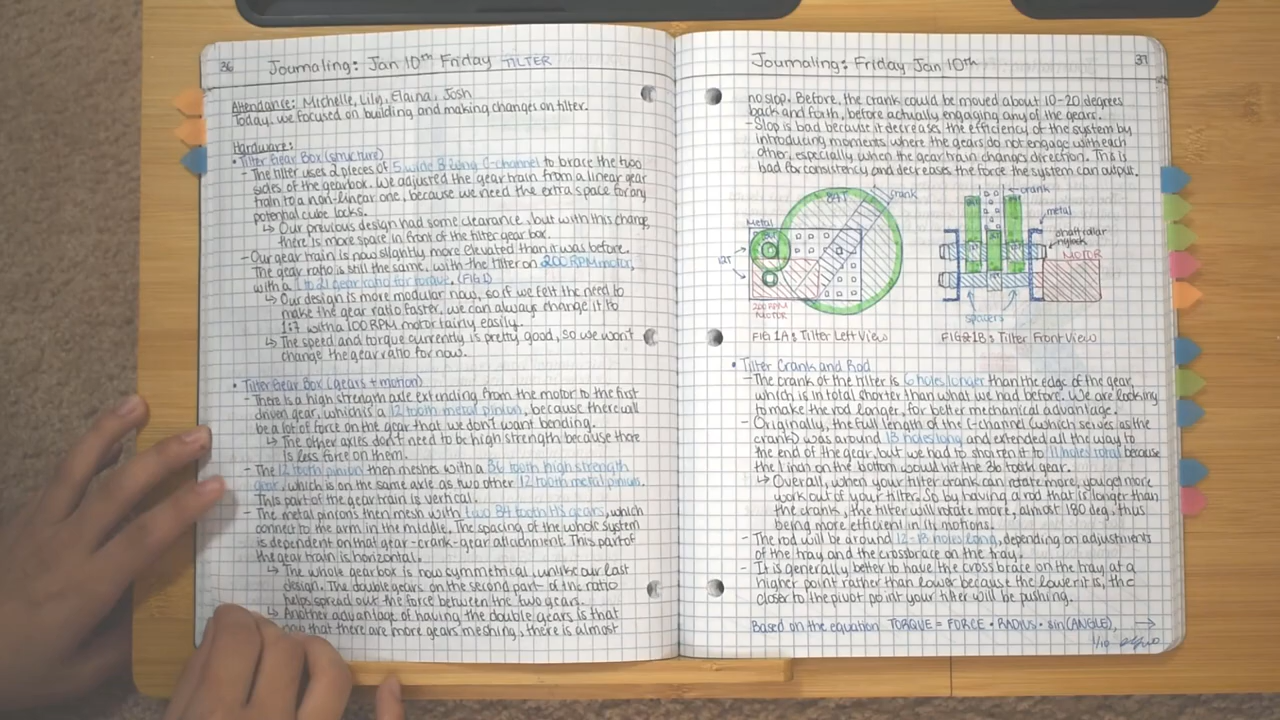 36
Journaling: Jan 10th Friday TILTER
Attendance: Michelle, Lily, Elaina, Josh
Today, we focused on building and making changes on tilter.
Hardware:
• Tilter Gear Box (structure)
- The tilter uses 2 pieces of 5 wide 8 long C-channel to brace the two
sides of the gearbox. We adjusted the gear train from a linear gear
train to a non-linear one, because we need the extra space for any
potential cube locks.
↳ Our previous design had some clearance, but with this change,
there is more space in front of the tilter gear box.
- Our gear train is now slightly more elevated than it was before.
The gear ratio is still the same, with the tilter on 200 RPM motor,
with a 1 to 21 gear ratio for torque. (FIG 1)
↳ Our design is more modular now, so if we felt the need to
make the gear ratio faster, we can always change it to
1:7 with a 100 RPM motor fairly easily.
↳ The speed and torque currently is pretty good, so we won't
change the gear ratio for now.
• Tilter Gear Box (gears + motion)
- There is a high strength axle extending from the motor to the first
driven gear, which is a 12 tooth metal pinion, because there will
be a lot of force on the gear that we don't want bending.
↳ The other axles don't need to be high strength because there
is less force on them.
- The 12 tooth pinion then meshes with a 36 tooth high strength
gear, which is on the same axle as two other 12 tooth metal pinions.
This part of the gear train is vertical.
- The metal pinions then mesh with two 84 tooth HS gears, which
connect to the arm in the middle. The spacing of the whole system
is dependent on that gear-crank-gear attachment. This part of
the gear train is horizontal.
↳ The whole gearbox is now symmetrical, unlike our last
design. The double gears on the second part of the ratio
helps spread out the force between the two gears.
↳ Another advantage of having the double gears is that
now that there are more gears meshing, there is almost
Journaling: Friday Jan 10th
37
no slop. Before, the crank could be moved about 10-20 degrees
back and forth, before actually engaging any of the gears.
- Slop is bad because it decreases the efficiency of the system by
introducing moments where the gears do not engage with each
other, especially when the gear train changes direction. This is
bad for consistency and decreases the force the system can output.
84T
crank
Metal
12T
200 RPM
MOTOR
FIG 1A: Tilter Left View
crank
metal
shaft collar
nylock
MOTOR
spacers
FIG 1B: Tilter Front View
• Tilter Crank and Rod
- The crank of the tilter is 6 holes longer than the edge of the gear,
which is in total shorter than what we had before. We are looking
to make the rod longer, for better mechanical advantage.
- Originally, the full length of the C-channel (which serves as the
crank) was around 13 holes long and extended all the way to
the end of the gear, but we had to shorten it to 11 holes total because
the 1 inch on the bottom would hit the 36 tooth gear.
↳ Overall, when your tilter crank can rotate more, you get more
work out of your tilter. So by having a rod that is longer than
the crank, the tilter will rotate more, almost 180 deg, thus
being more efficient in its motions.
- The rod will be around 12-13 holes long, depending on adjustments
of the tray and the crossbrace on the tray.
- It is generally better to have the cross brace on the tray at a
higher point rather than lower because the lower it is, the
closer to the pivot point your tilter will be pushing.
Based on the equation TORQUE = FORCE • RADIUS • sin(ANGLE), →
1/10